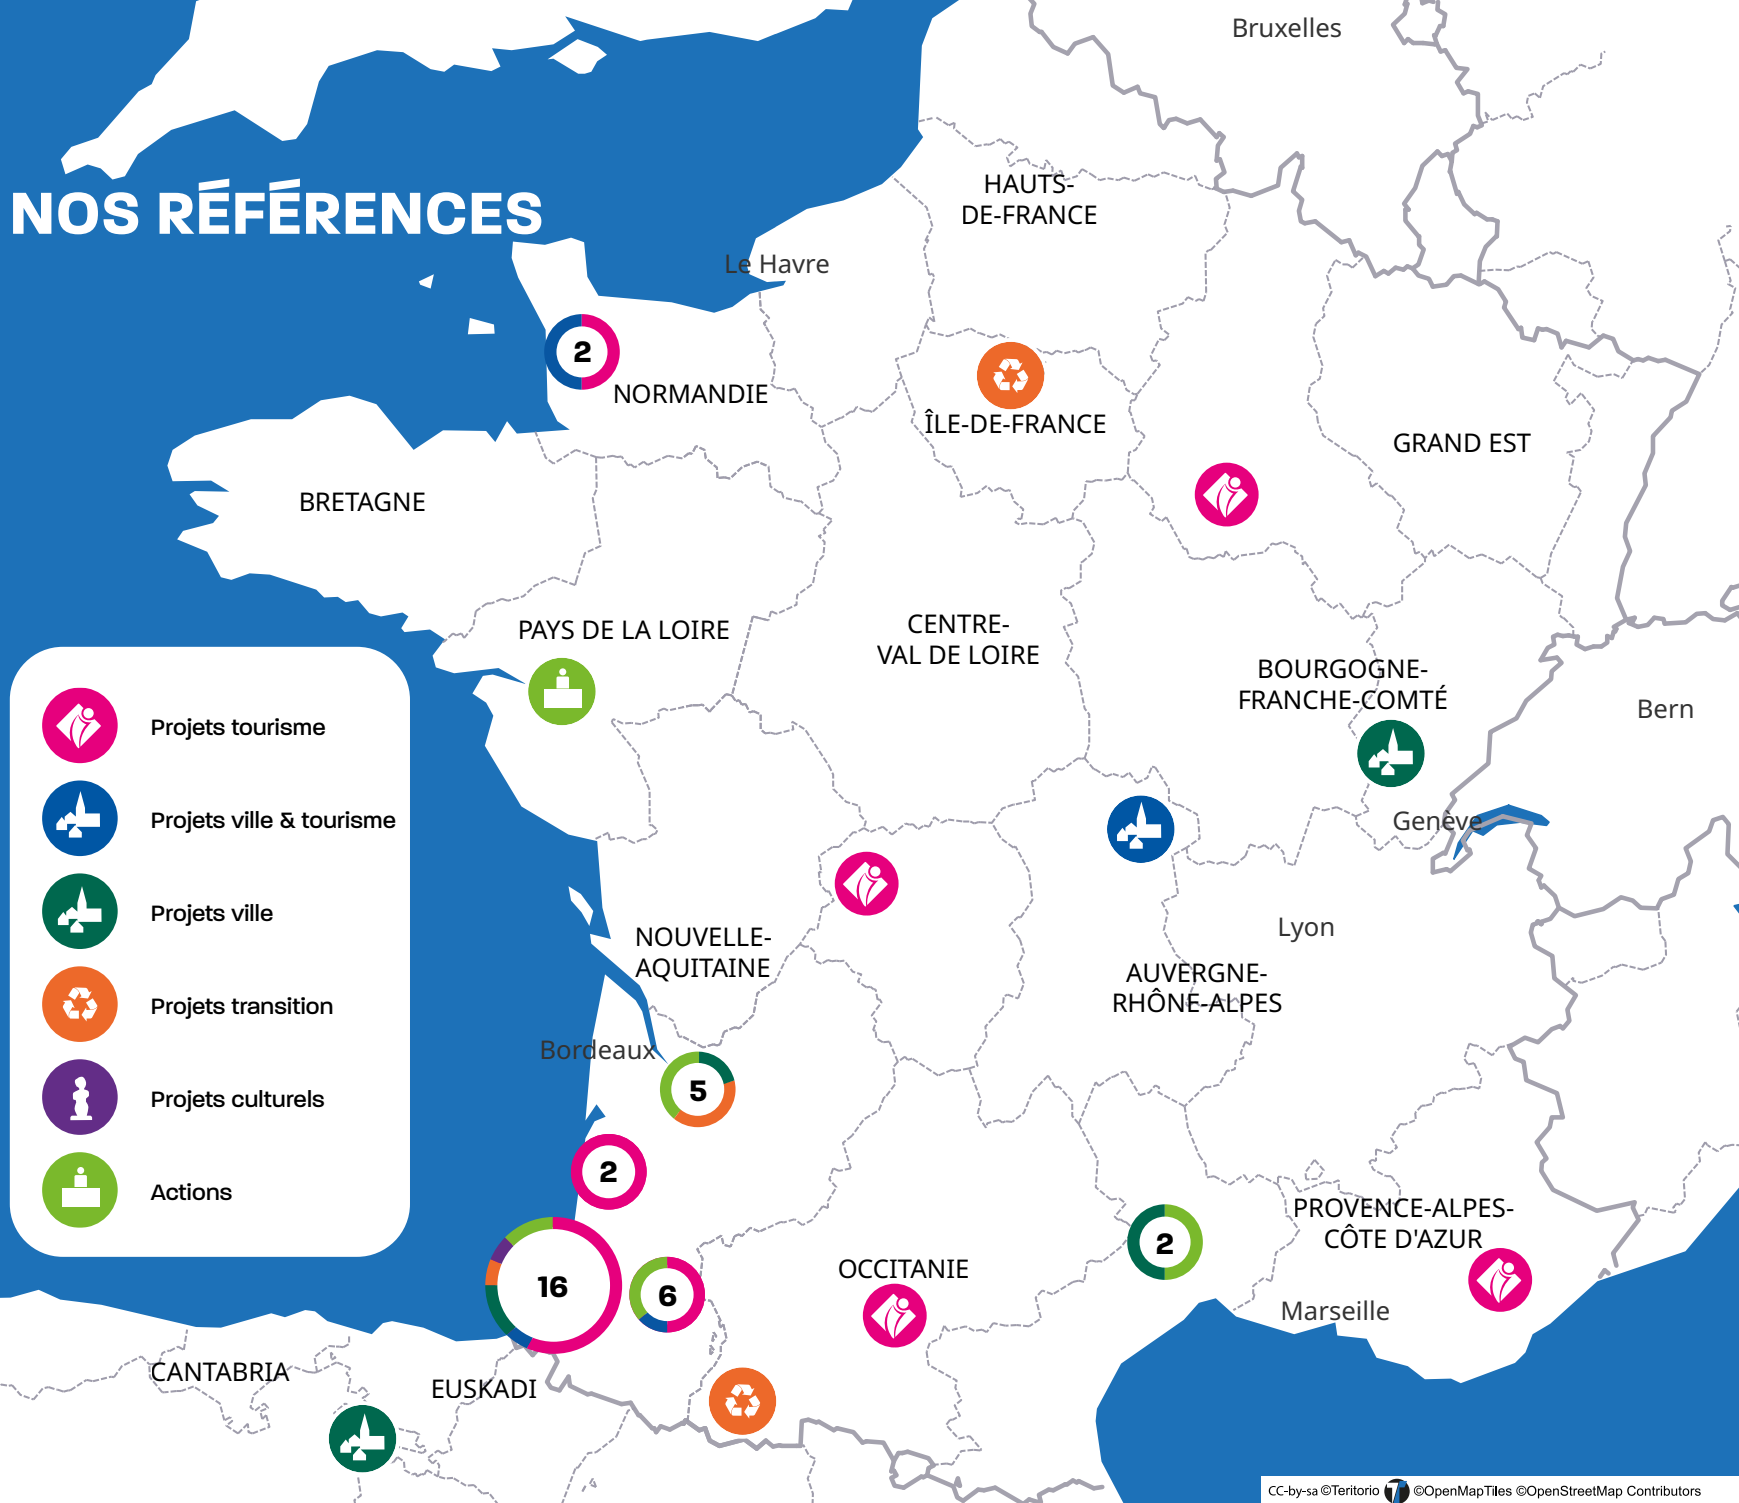 Bruxelles
HAUTS-
DE-FRANCE
NOS RÉFÉRENCES
Le Havre
2
NORMANDIE
ÎLE-DE-FRANCE
GRAND EST
BRETAGNE
PAYS DE LA LOIRE
CENTRE-
VAL DE LOIRE
BOURGOGNE-
FRANCHE-COMTÉ
Bern
Projets tourisme
Projets ville & tourisme
Projets ville
Projets transition
Projets culturels
Actions
Genève
Lyon
NOUVELLE-
AQUITAINE
AUVERGNE-
RHÔNE-ALPES
Bordeaux
5
2
16
6
2
PROVENCE-ALPES-
CÔTE D'AZUR
OCCITANIE
Marseille
CANTABRIA
EUSKADI
CC-by-sa ©Teritorio ©OpenMapTiles ©OpenStreetMap Contributors